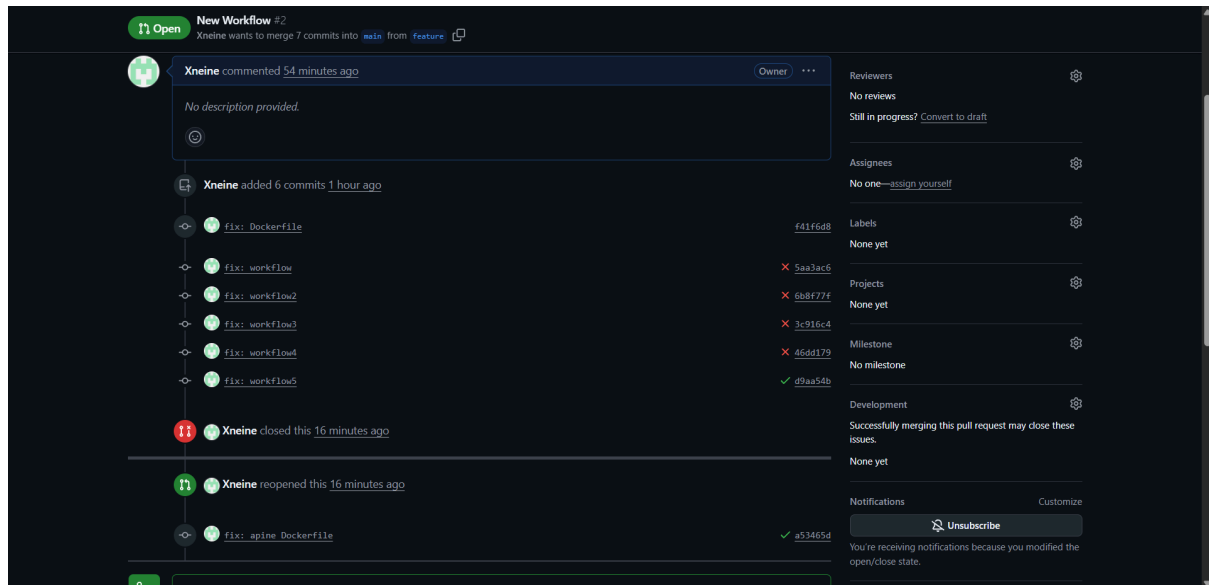 Open
New Workflow #2
Xneine wants to merge 7 commits into main from feature
Xneine commented 54 minutes ago
Owner
No description provided.
Xneine added 6 commits 1 hour ago
fix: Dockerfile f41f6d8
fix: workflow 5aa3ac6
fix: workflow2 6b8f77f
fix: workflow3 3c916c4
fix: workflow4 46dd179
fix: workflow5 d9aa54b
Xneine closed this 16 minutes ago
Xneine reopened this 16 minutes ago
fix: apine Dockerfile a53465d
Reviewers
No reviews
Still in progress? Convert to draft
Assignees
No one—assign yourself
Labels
None yet
Projects
None yet
Milestone
No milestone
Development
Successfully merging this pull request may close these
issues.
None yet
Notifications Customize
Unsubscribe
You're receiving notifications because you modified the
open/close state.